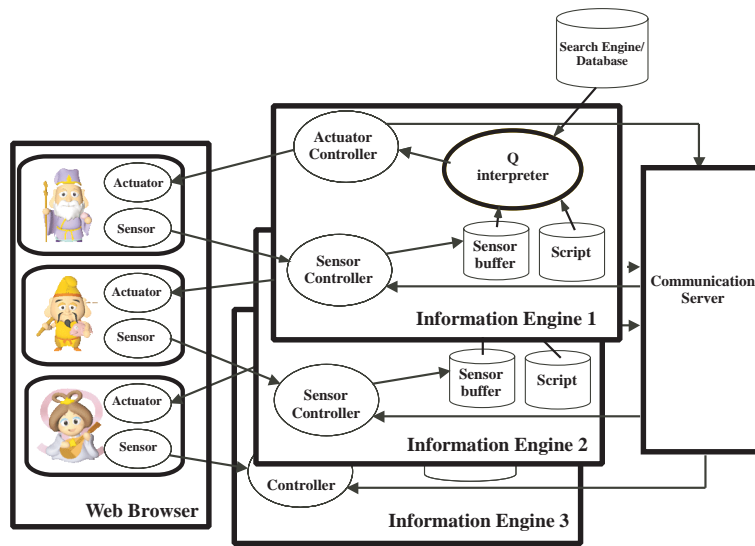 Search Engine/
Database
Actuator
Controller
Q
interpreter
Actuator
Sensor
Sensor
Controller
Sensor
buffer
Script
Information Engine 1
Communication
Server
Actuator
Sensor
Sensor
Controller
Sensor
buffer
Script
Information Engine 2
Actuator
Sensor
Controller
Web Browser
Information Engine 3